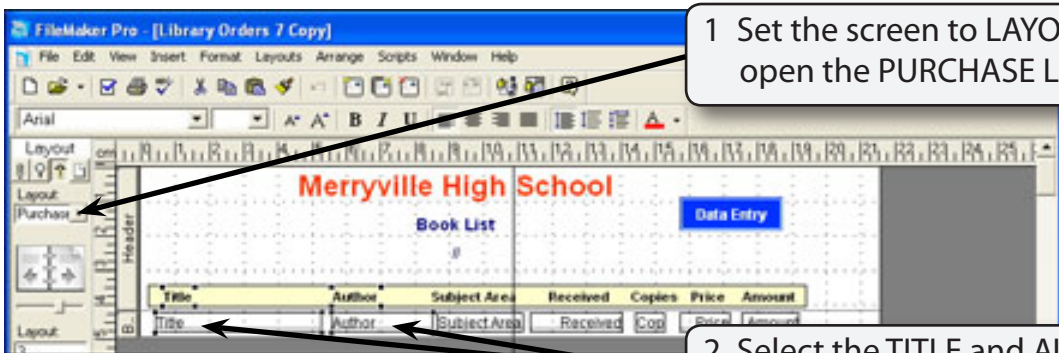 FileMaker Pro - [Library Orders 7 Copy]
1 Set the screen to LAYO
open the PURCHASE L
File Edit View Insert Format Layouts Arrange Scripts Window Help
Arial
B I U
A
Layout
Layout:
Purchase
Header
Merryville High School
Book List
Data Entry
//
Title Author Subject Area Received Copies Price Amount
B..
Title Author Subject Area Received Cop Price Amount
Layout:
3
2 Select the TITLE and AU